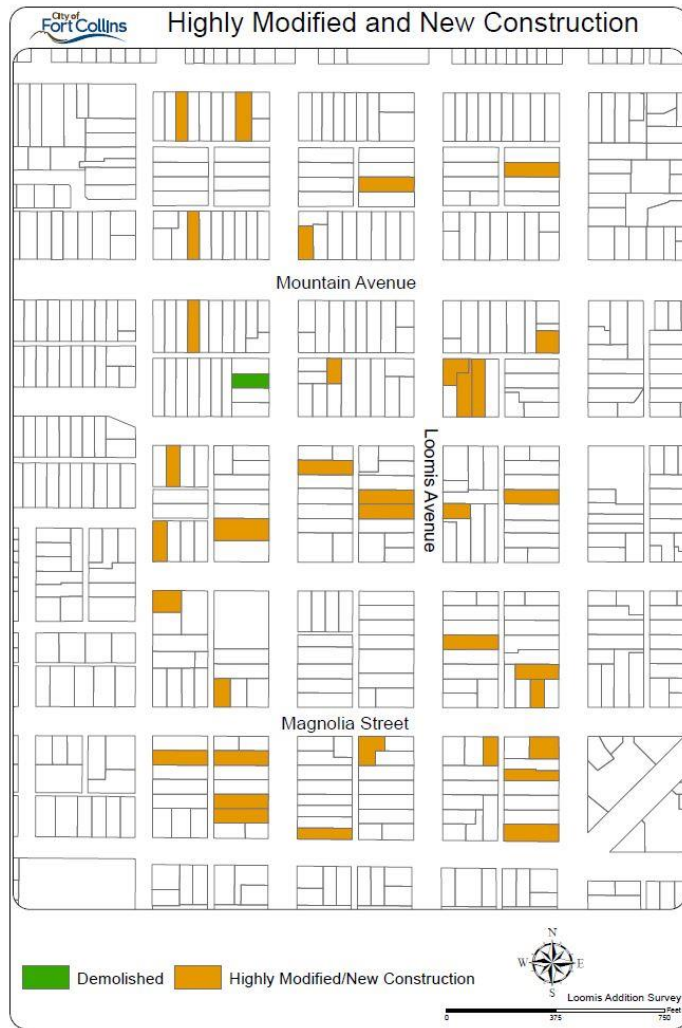 City of
Fort Collins
Highly Modified and New Construction
Mountain Avenue
Loomis Avenue
Magnolia Street
Demolished
Highly Modified/New Construction
N
W
E
S
Loomis Addition Survey
Feet
0
375
750